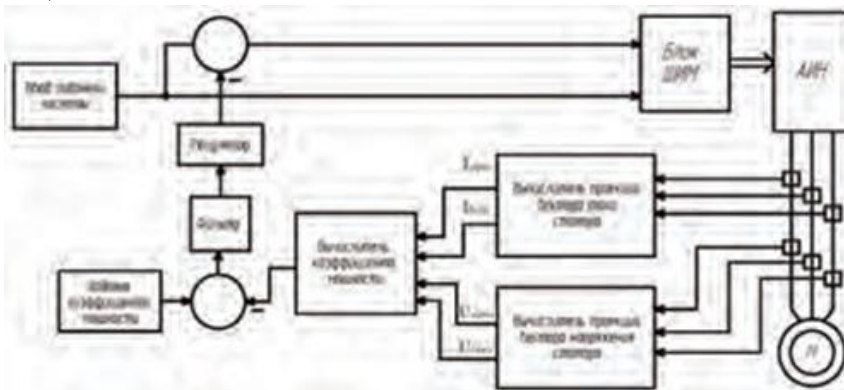 Блок
ШИМ
АИН
Регулятор
Фильтр
Вычислитель
коэффициента
мощности
Вычислитель проекций
вектора тока
статора
Вычислитель проекций
вектора напряжения
статора
Задание
коэффициента
мощности
частоты